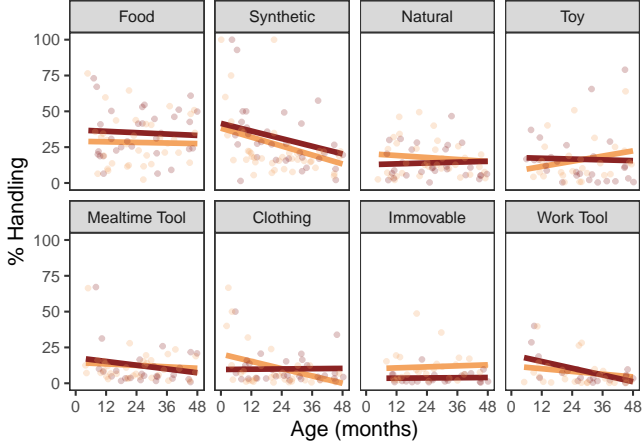 Food Synthetic Natural Toy
100
75
50
25
0
Mealtime Tool Clothing Immovable Work Tool
100
75
50
25
0
0 12 24 36 48 0 12 24 36 48 0 12 24 36 48 0 12 24 36 48
Age (months)
% Handling